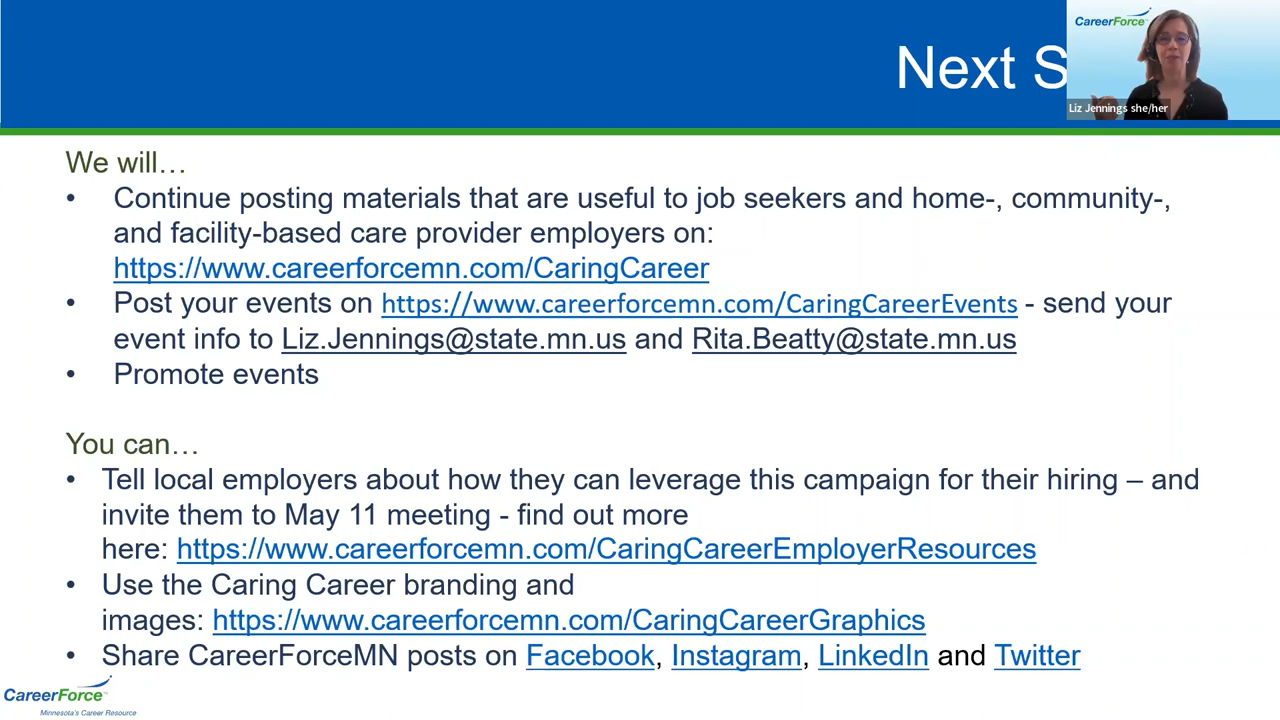 Next S
CareerForce
Liz Jennings she/her
We will…
• Continue posting materials that are useful to job seekers and home-, community-,
and facility-based care provider employers on:
https://www.careerforcemn.com/CaringCareer
• Post your events on https://www.careerforcemn.com/CaringCareerEvents - send your
event info to Liz.Jennings@state.mn.us and Rita.Beatty@state.mn.us
• Promote events
You can…
• Tell local employers about how they can leverage this campaign for their hiring – and
invite them to May 11 meeting - find out more
here: https://www.careerforcemn.com/CaringCareerEmployerResources
• Use the Caring Career branding and
images: https://www.careerforcemn.com/CaringCareerGraphics
• Share CareerForceMN posts on Facebook, Instagram, LinkedIn and Twitter
CareerForce
Minnesota's Career Resource